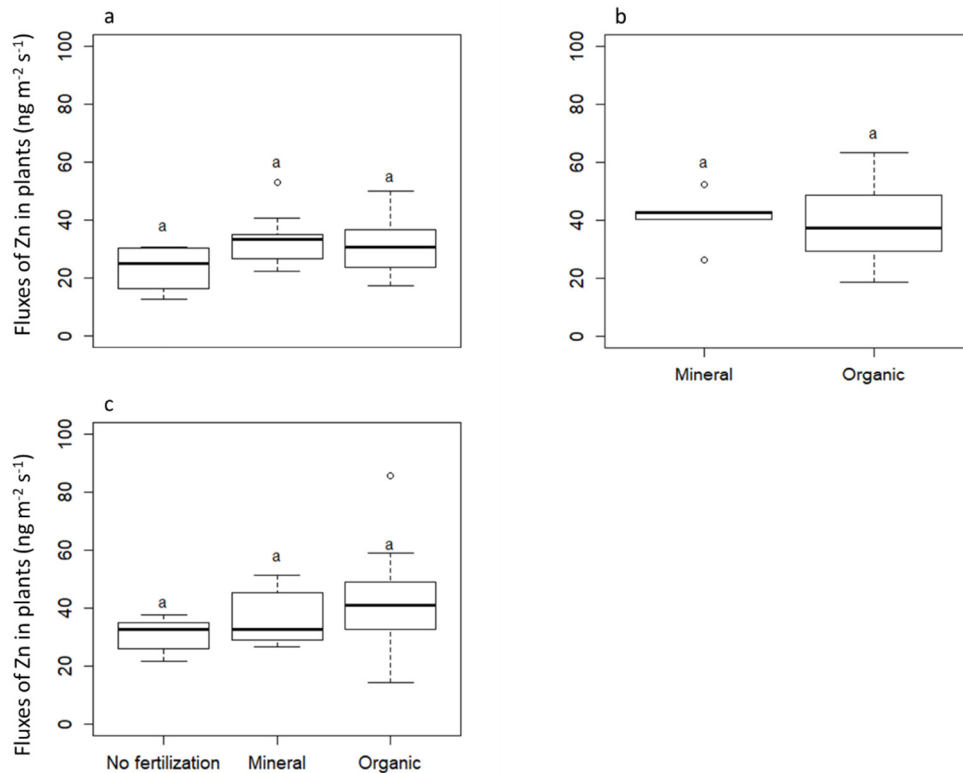 a
Fluxes of Zn in plants (ng m⁻² s⁻¹)
100
80
60
40
20
0
a
a
a
b
100
80
60
40
20
0
a
a
Mineral
Organic
c
Fluxes of Zn in plants (ng m⁻² s⁻¹)
100
80
60
40
20
0
a
a
a
No fertilization
Mineral
Organic